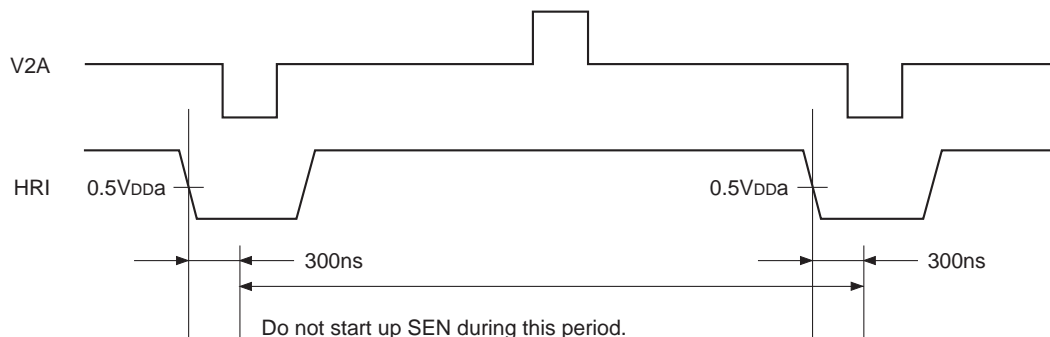 V2A
HRI
0.5VDDa
0.5VDDa
300ns
300ns
Do not start up SEN during this period.